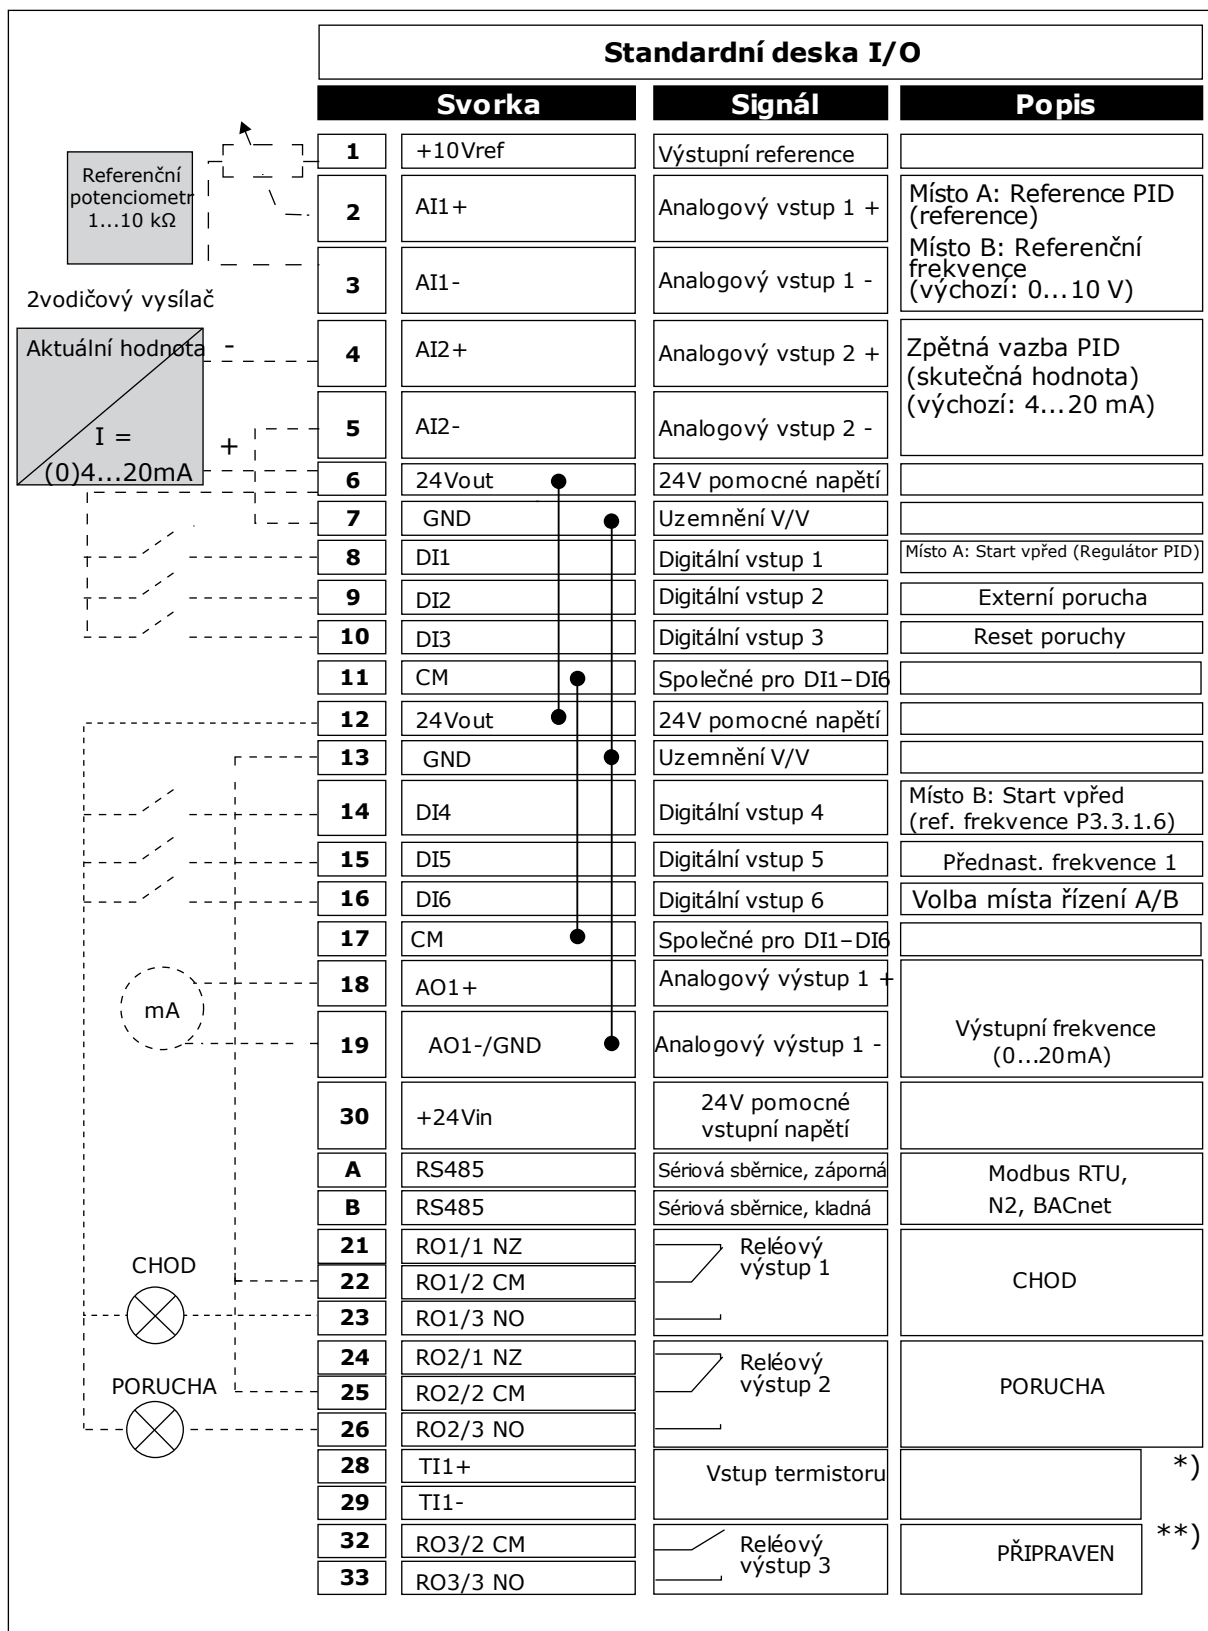 Standardní deska I/O
Svorka Signál Popis
Referenční
potenciometr
1...10 kΩ
2vodičový vysílač
Aktuální hodnota
-
I =
(0)4...20mA
+
1 +10Vref Výstupní reference
2 AI1+ Analogový vstup 1 +
3 AI1- Analogový vstup 1 -
Místo A: Reference PID
(reference)
Místo B: Referenční
frekvence
(výchozí: 0...10 V)
4 AI2+ Analogový vstup 2 +
5 AI2- Analogový vstup 2 -
Zpětná vazba PID
(skutečná hodnota)
(výchozí: 4...20 mA)
6 24Vout 24V pomocné napětí
7 GND Uzemnění V/V
8 DI1 Digitální vstup 1 Místo A: Start vpřed (Regulátor PID)
9 DI2 Digitální vstup 2 Externí porucha
10 DI3 Digitální vstup 3 Reset poruchy
11 CM Společné pro DI1–DI6
12 24Vout 24V pomocné napětí
13 GND Uzemnění V/V
14 DI4 Digitální vstup 4
Místo B: Start vpřed
(ref. frekvence P3.3.1.6)
15 DI5 Digitální vstup 5 Přednast. frekvence 1
16 DI6 Digitální vstup 6 Volba místa řízení A/B
17 CM Společné pro DI1–DI6
mA
18 AO1+ Analogový výstup 1 +
19 AO1-/GND Analogový výstup 1 -
Výstupní frekvence
(0...20mA)
30 +24Vin
24V pomocné
vstupní napětí
A RS485 Sériová sběrnice, záporná
B RS485 Sériová sběrnice, kladná
Modbus RTU,
N2, BACnet
21 RO1/1 NZ
22 RO1/2 CM
23 RO1/3 NO
Reléový
výstup 1
CHOD
CHOD
24 RO2/1 NZ
25 RO2/2 CM
26 RO2/3 NO
Reléový
výstup 2
PORUCHA
PORUCHA
28 TI1+
29 TI1-
Vstup termistoru
*)
32 RO3/2 CM
33 RO3/3 NO
Reléový
výstup 3
PŘIPRAVEN
**)